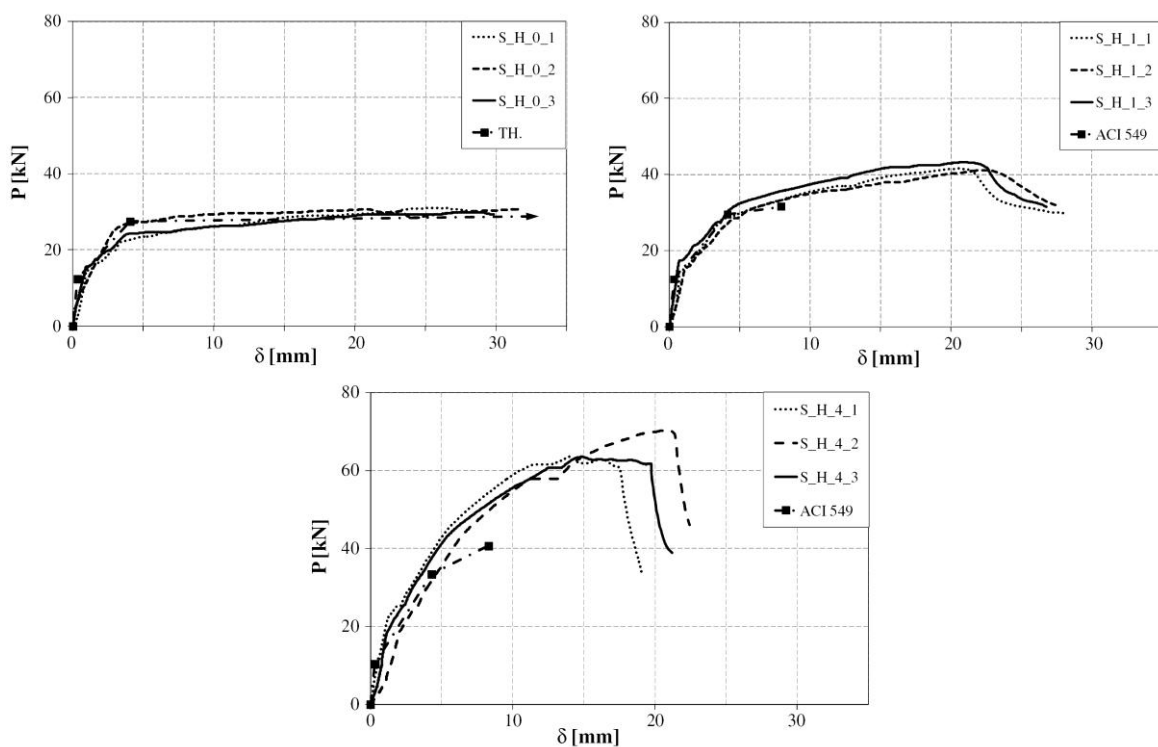 80
60
40
20
0
P [kN]
0
10
20
30
δ [mm]
S_H_0_1
S_H_0_2
S_H_0_3
TH.
80
60
40
20
0
P [kN]
0
10
20
30
δ [mm]
S_H_1_1
S_H_1_2
S_H_1_3
ACI 549
80
60
40
20
0
P [kN]
0
10
20
30
δ [mm]
S_H_4_1
S_H_4_2
S_H_4_3
ACI 549